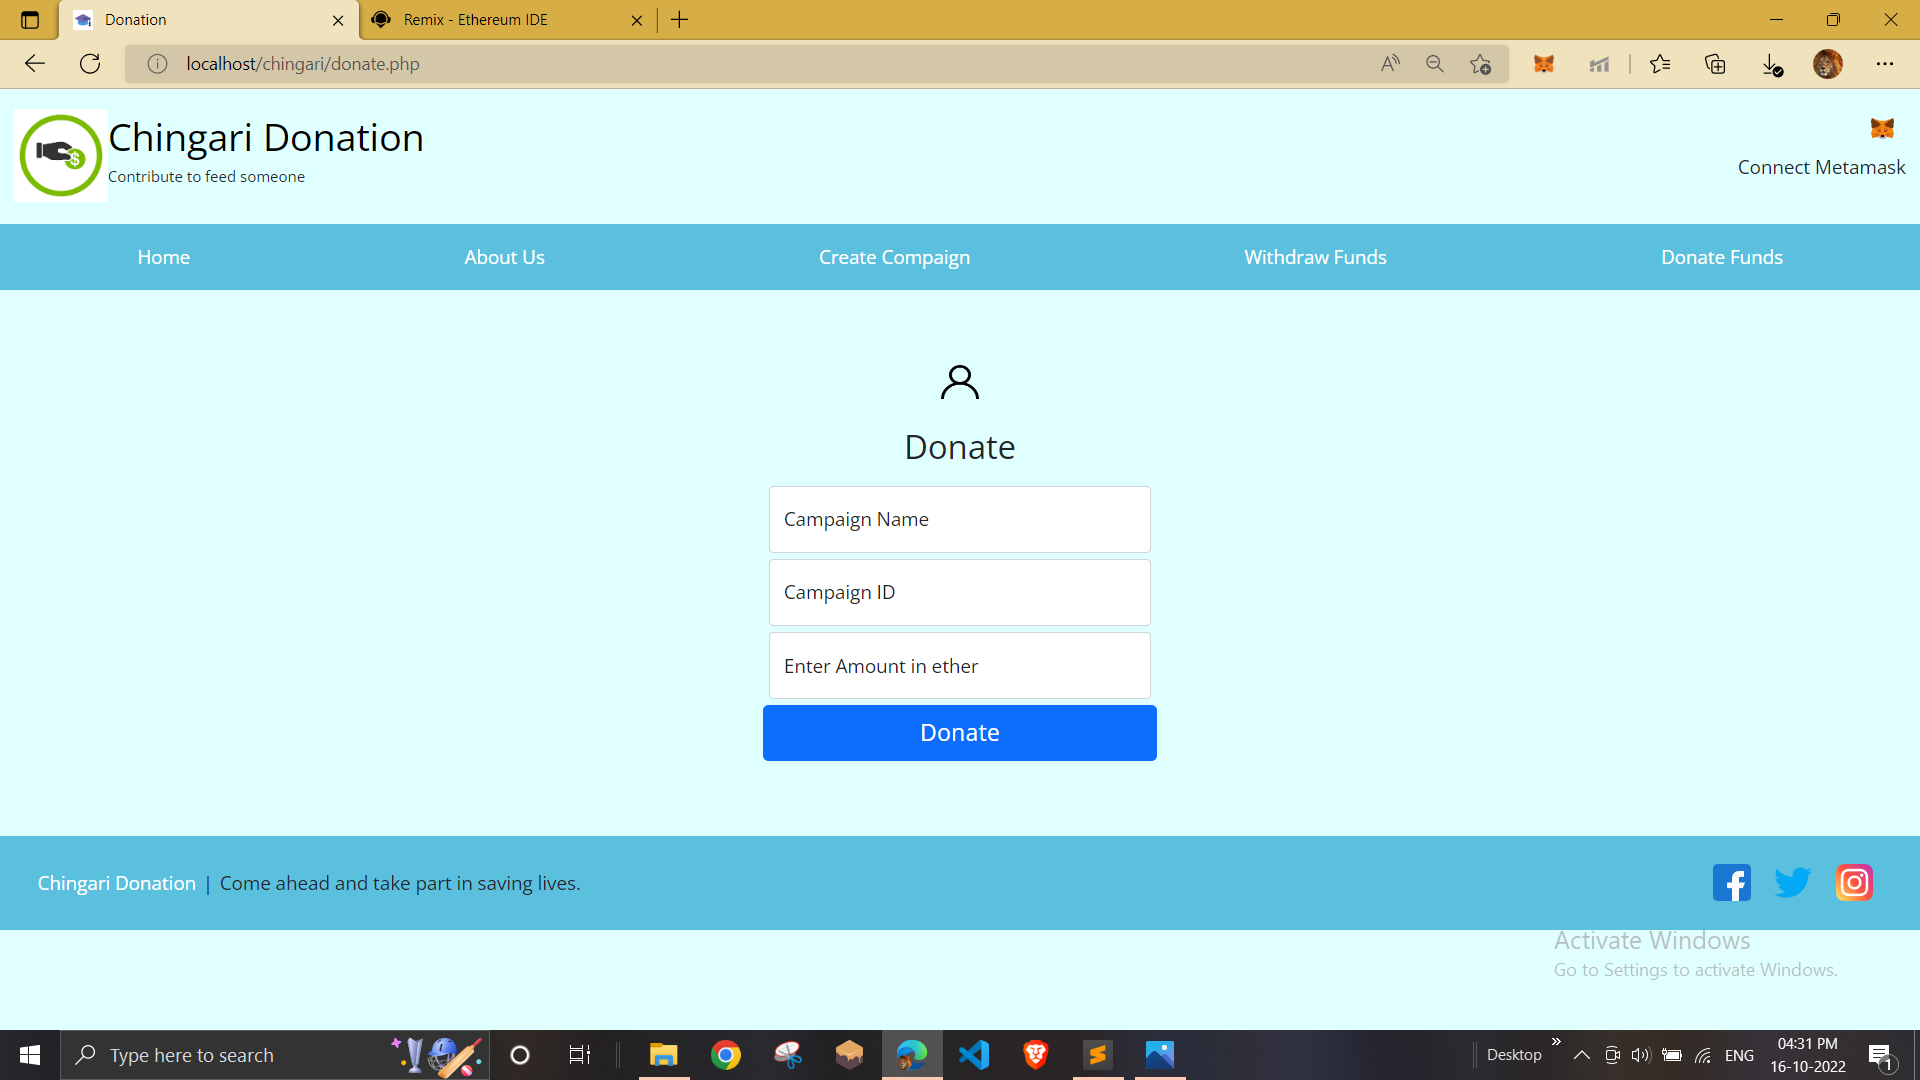 Donation
Remix - Ethereum IDE
localhost/chingari/donate.php
Chingari Donation
Contribute to feed someone
Connect Metamask
Home
About Us
Create Compaign
Withdraw Funds
Donate Funds
Donate
Campaign Name
Campaign ID
Enter Amount in ether
Donate
Chingari Donation | Come ahead and take part in saving lives.
Activate Windows
Go to Settings to activate Windows.
Type here to search
Desktop
ENG
04:31 PM
16-10-2022
1